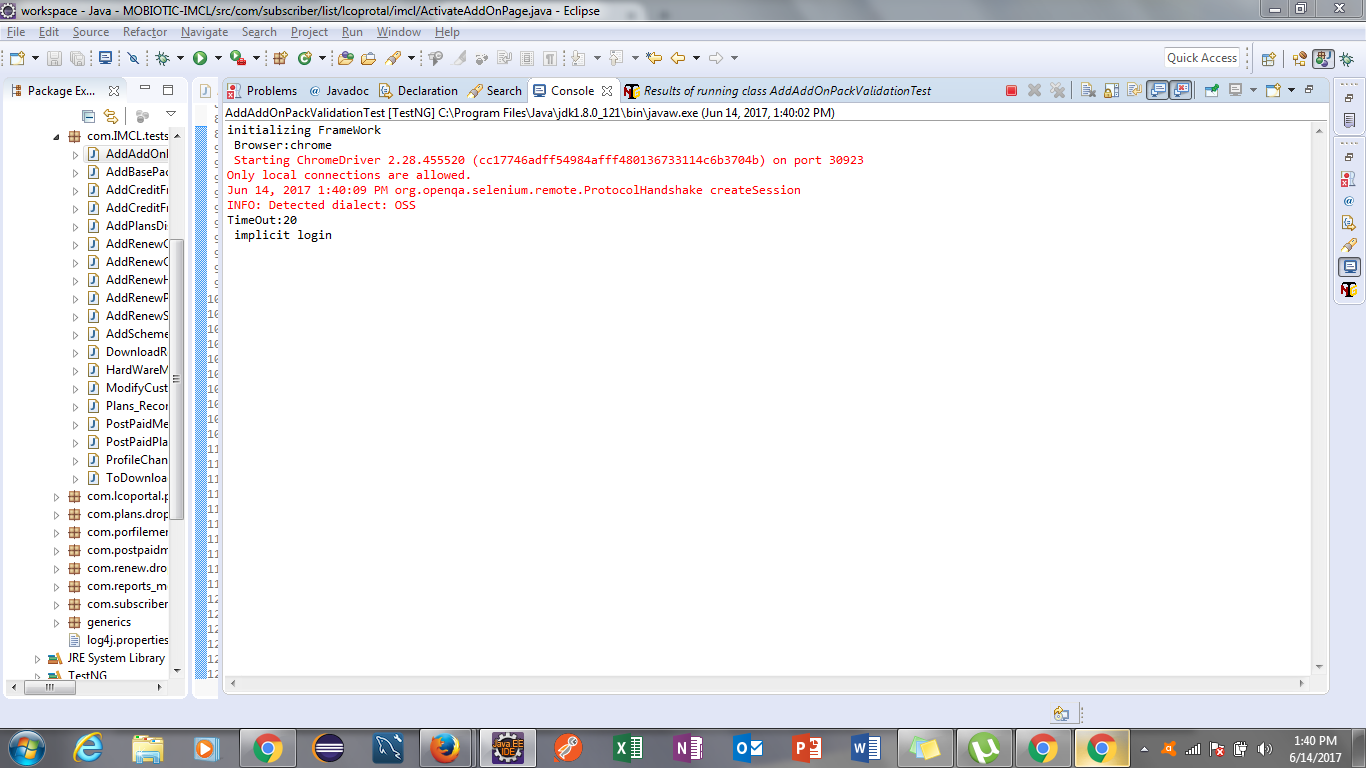 workspace - Java - MOBIOTIC-IMCL/src/com/subscriber/list/lcoprotal/imcl/ActivateAddOnPage.java - Eclipse
File Edit Source Refactor Navigate Search Project Run Window Help
Quick Access
Package Ex...
Problems @ Javadoc Declaration Search Console Results of running class AddAddOnPackValidationTest
AddAddOnPackValidationTest [TestNG] C:\Program Files\Java\jdk1.8.0_121\bin\javaw.exe (Jun 14, 2017, 1:40:02 PM)
initializing FrameWork
Browser:chrome
Starting ChromeDriver 2.28.455520 (cc17746adff54984afff480136733114c6b3704b) on port 30923
Only local connections are allowed.
Jun 14, 2017 1:40:09 PM org.openqa.selenium.remote.ProtocolHandshake createSession
INFO: Detected dialect: OSS
TimeOut:20
implicit login
com.IMCL.tests
AddAddOnl
AddBasePac
AddCreditFr
AddCreditFr
AddPlansDi
AddRenewC
AddRenewC
AddRenewH
AddRenewP
AddRenewS
AddScheme
DownloadR
HardWareM
ModifyCust
Plans_Recor
PostPaidMe
PostPaidPla
ProfileChan
ToDownloa
com.lcoportal.p
com.plans.drop
com.porfilemer
com.postpaidm
com.renew.dro
com.reports_m
com.subscriber
generics
log4j.properties
JRE System Library
TestNG
Java EE
IDE
1:40 PM
6/14/2017